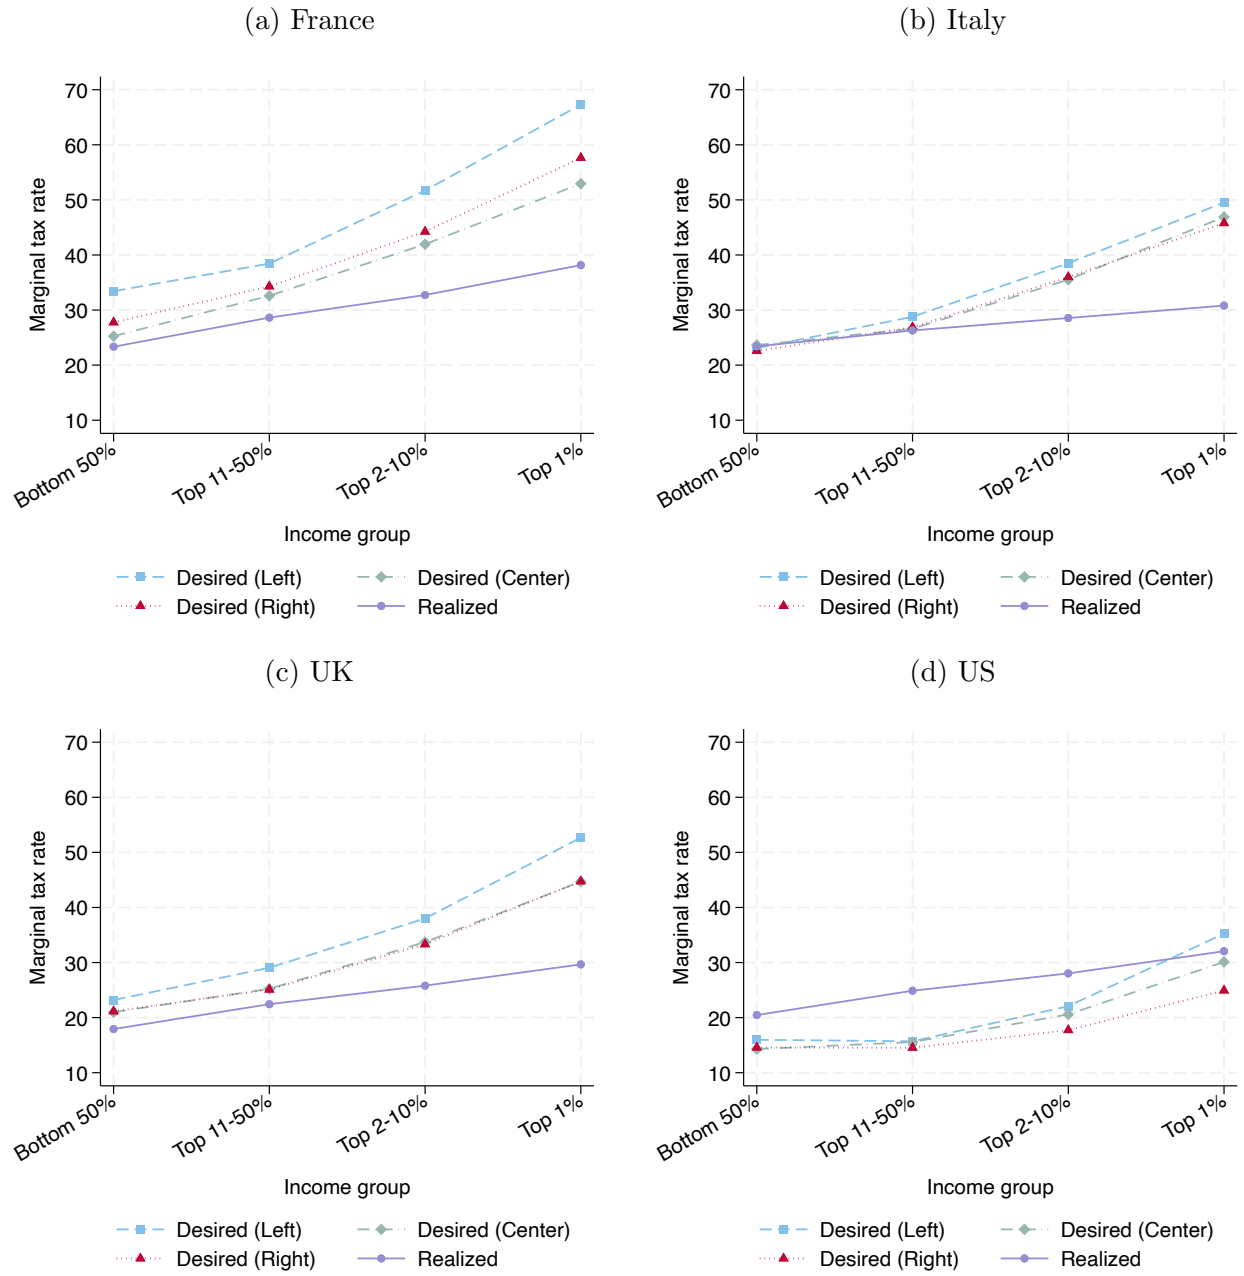 (a) France
70
60
50
40
30
20
10
Marginal tax rate
Bottom 50%
Top 11-50%
Top 2-10%
Top 1%
Income group
Desired (Left)
Desired (Center)
Desired (Right)
Realized
(b) Italy
70
60
50
40
30
20
10
Marginal tax rate
Bottom 50%
Top 11-50%
Top 2-10%
Top 1%
Income group
Desired (Left)
Desired (Center)
Desired (Right)
Realized
(c) UK
70
60
50
40
30
20
10
Marginal tax rate
Bottom 50%
Top 11-50%
Top 2-10%
Top 1%
Income group
Desired (Left)
Desired (Center)
Desired (Right)
Realized
(d) US
70
60
50
40
30
20
10
Marginal tax rate
Bottom 50%
Top 11-50%
Top 2-10%
Top 1%
Income group
Desired (Left)
Desired (Center)
Desired (Right)
Realized